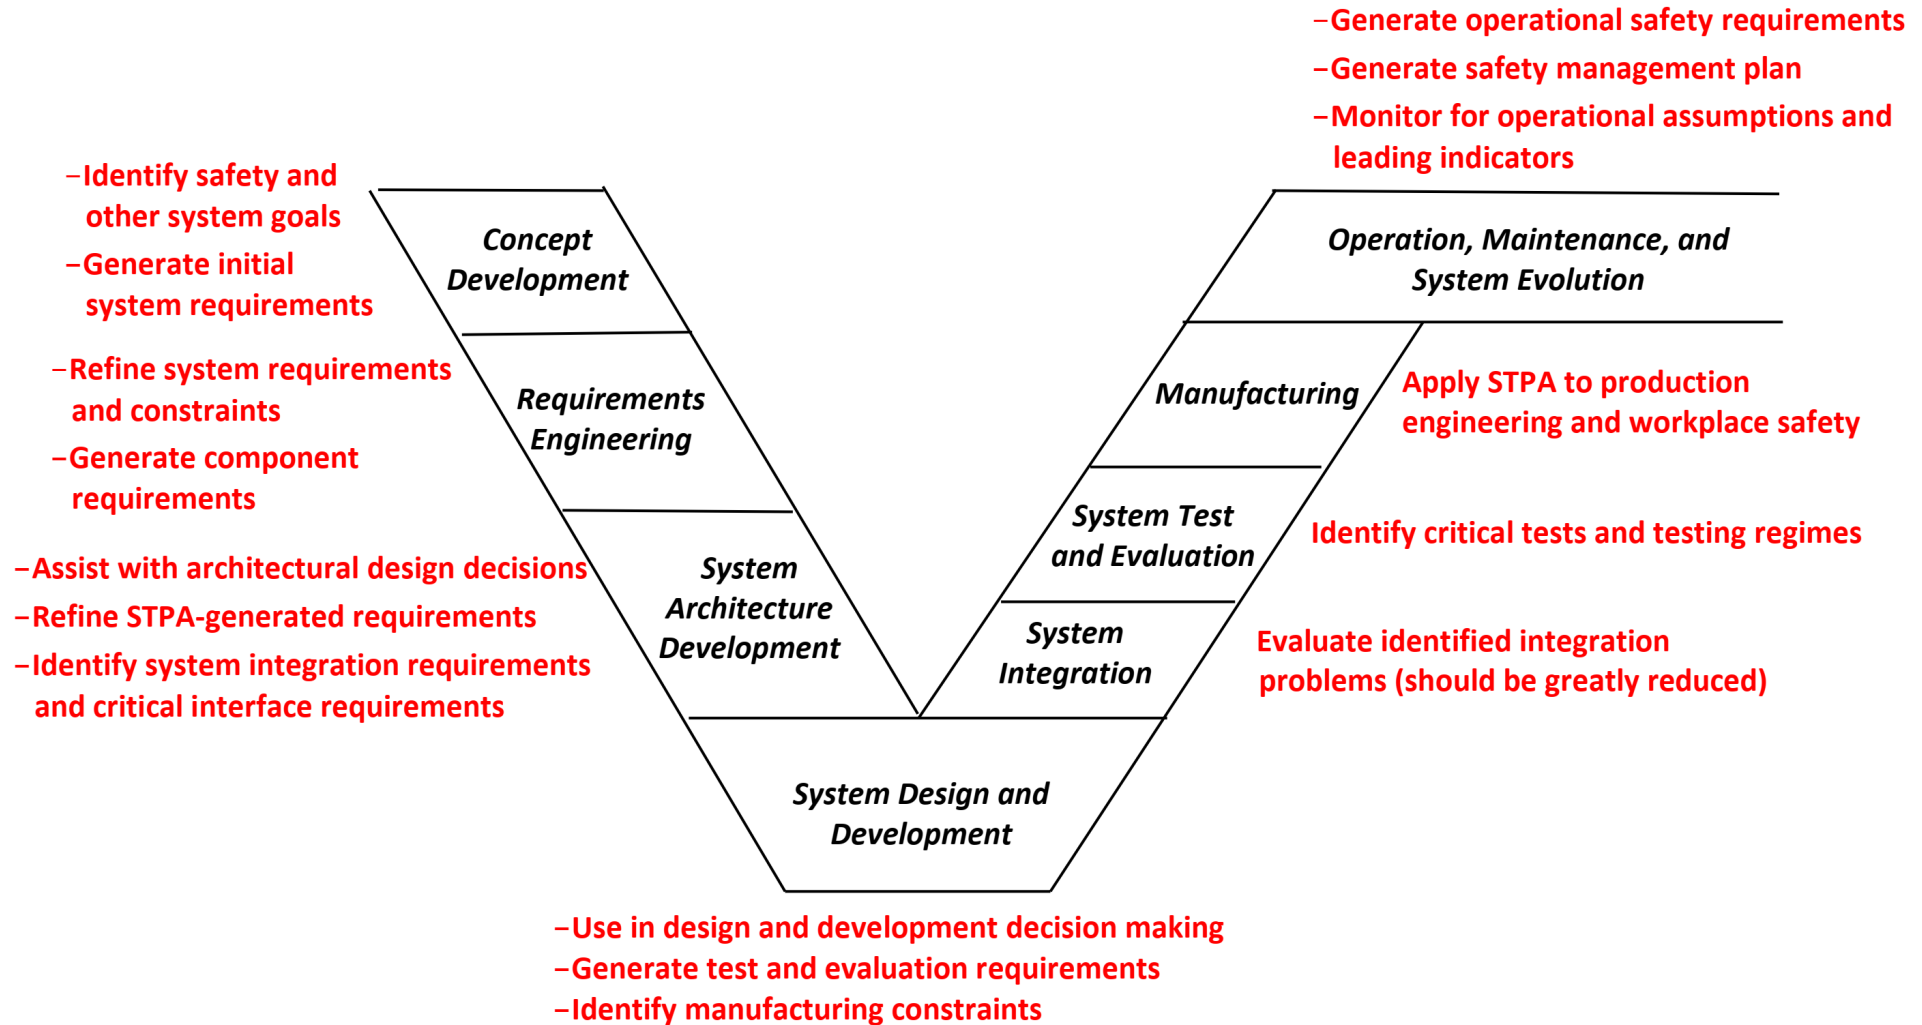 –Generate operational safety requirements
–Generate safety management plan
–Monitor for operational assumptions and
leading indicators
–Identify safety and
other system goals
–Generate initial
system requirements
Concept
Development
Operation, Maintenance, and
System Evolution
–Refine system requirements
and constraints
–Generate component
requirements
Requirements
Engineering
Manufacturing
Apply STPA to production
engineering and workplace safety
–Assist with architectural design decisions
–Refine STPA-generated requirements
–Identify system integration requirements
and critical interface requirements
System
Architecture
Development
System Test
and Evaluation
Identify critical tests and testing regimes
System
Integration
Evaluate identified integration
problems (should be greatly reduced)
System Design and
Development
–Use in design and development decision making
–Generate test and evaluation requirements
–Identify manufacturing constraints